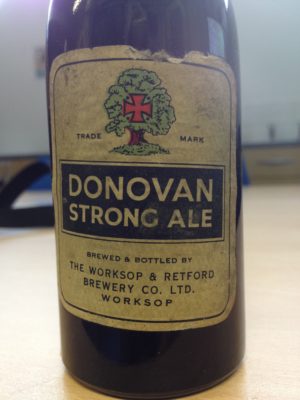 TRADE MARK
DONOVAN
STRONG ALE
BREWED & BOTTLED BY
THE WORKSOP & RETFORD
BREWERY CO. LTD.
WORKSOP